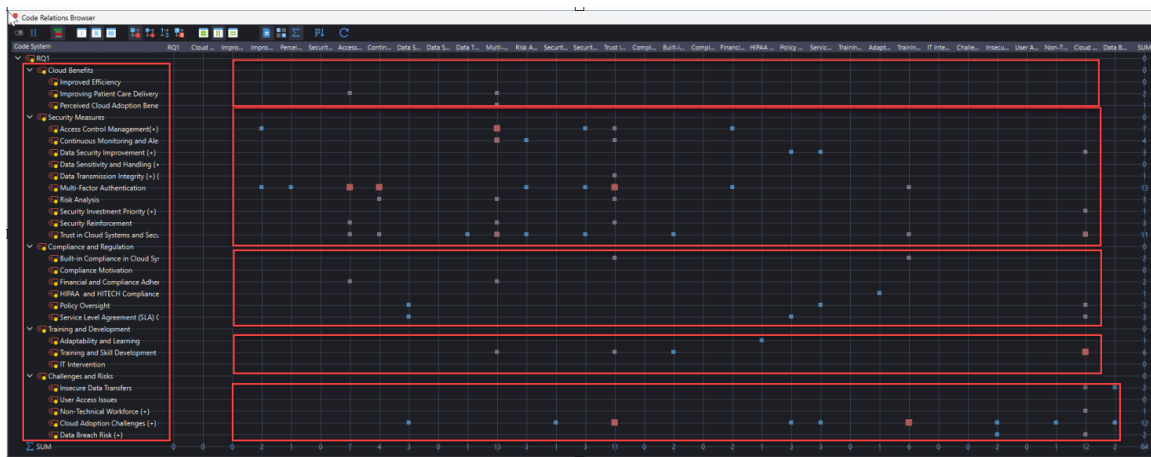 Code Relations Browser
Code System RQ1 Cloud ... Impro... Impro... Percei... Securit... Access... Contin... Data S... Data S... Data T... Multi-... Risk A... Securit... Securit... Trust i... Compl... Built-i... Compl... Financi... HIPAA ... Policy ... Servic... Trainin... Adapt... Trainin... IT Inte... Challe... Insecu... User A... Non-T... Cloud ... Data B... SUM
RQ1 0
Cloud Benefits 0
Improved Efficiency 0
Improving Patient Care Delivery 2
Perceived Cloud Adoption Bene 1
Security Measures 0
Access Control Management(+) 7
Continuous Monitoring and Ale 4
Data Security Improvement (+) 3
Data Sensitivity and Handling (+ 0
Data Transmission Integrity (+) ( 1
Multi-Factor Authentication 13
Risk Analysis 3
Security Investment Priority (+) 1
Security Reinforcement 3
Trust in Cloud Systems and Secu 11
Compliance and Regulation 0
Built-in Compliance in Cloud Sy 2
Compliance Motivation 0
Financial and Compliance Adher 2
HIPAA and HITECH Compliance 1
Policy Oversight 3
Service Level Agreement (SLA) C 3
Training and Development 0
Adaptability and Learning 1
Training and Skill Development 6
IT Intervention 0
Challenges and Risks 0
Insecure Data Transfers 2
User Access Issues 0
Non-Technical Workforce (+) 1
Cloud Adoption Challenges (+) 12
Data Breach Risk (+) 2
Σ SUM 0 0 0 2 1 0 7 4 3 0 1 13 3 1 3 11 0 2 0 2 1 3 3 0 1 6 0 0 2 0 1 12 2 84